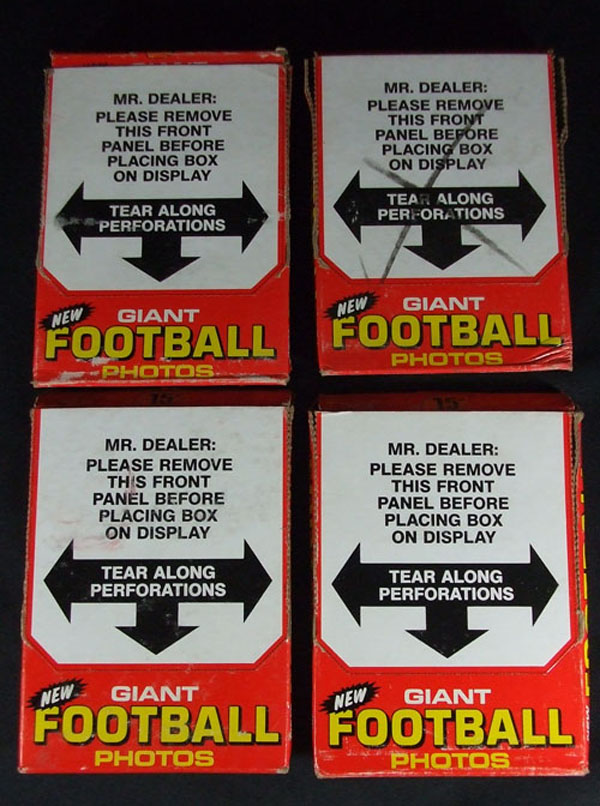 MR. DEALER:
PLEASE REMOVE
THIS FRONT
PANEL BEFORE
PLACING BOX
ON DISPLAY
TEAR ALONG
PERFORATIONS
NEW
GIANT
FOOTBALL
PHOTOS
MR. DEALER:
PLEASE REMOVE
THIS FRONT
PANEL BEFORE
PLACING BOX
ON DISPLAY
TEAR ALONG
PERFORATIONS
NEW
GIANT
FOOTBALL
PHOTOS
15
MR. DEALER:
PLEASE REMOVE
THIS FRONT
PANEL BEFORE
PLACING BOX
ON DISPLAY
TEAR ALONG
PERFORATIONS
NEW
GIANT
FOOTBALL
PHOTOS
15
MR. DEALER:
PLEASE REMOVE
THIS FRONT
PANEL BEFORE
PLACING BOX
ON DISPLAY
TEAR ALONG
PERFORATIONS
NEW
GIANT
FOOTBALL
PHOTOS